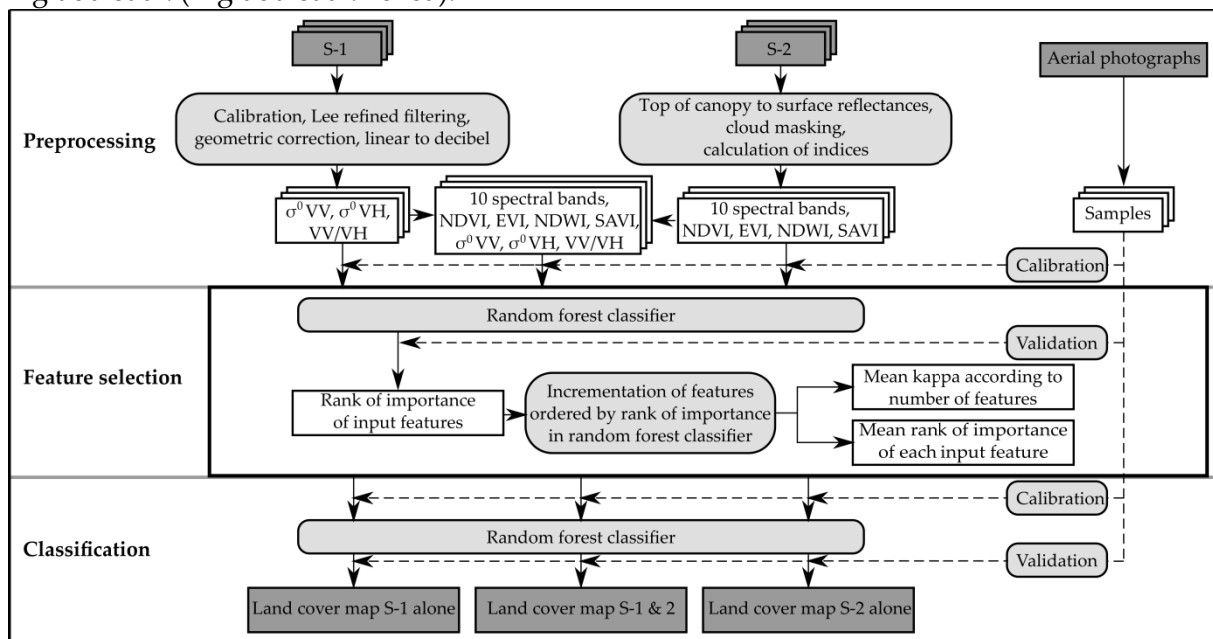 S-1
S-2
Aerial photographs
Preprocessing
Calibration, Lee refined filtering,
geometric correction, linear to decibel
Top of canopy to surface reflectances,
cloud masking,
calculation of indices
σ⁰VV, σ⁰VH,
VV/VH
10 spectral bands,
NDVI, EVI, NDWI, SAVI,
σ⁰VV, σ⁰VH, VV/VH
10 spectral bands,
NDVI, EVI, NDWI, SAVI
Samples
Calibration
Feature selection
Random forest classifier
Validation
Rank of importance
of input features
Incrementation of features
ordered by rank of importance
in random forest classifier
Mean kappa according to
number of features
Mean rank of importance
of each input feature
Classification
Calibration
Random forest classifier
Validation
Land cover map S-1 alone
Land cover map S-1 & 2
Land cover map S-2 alone